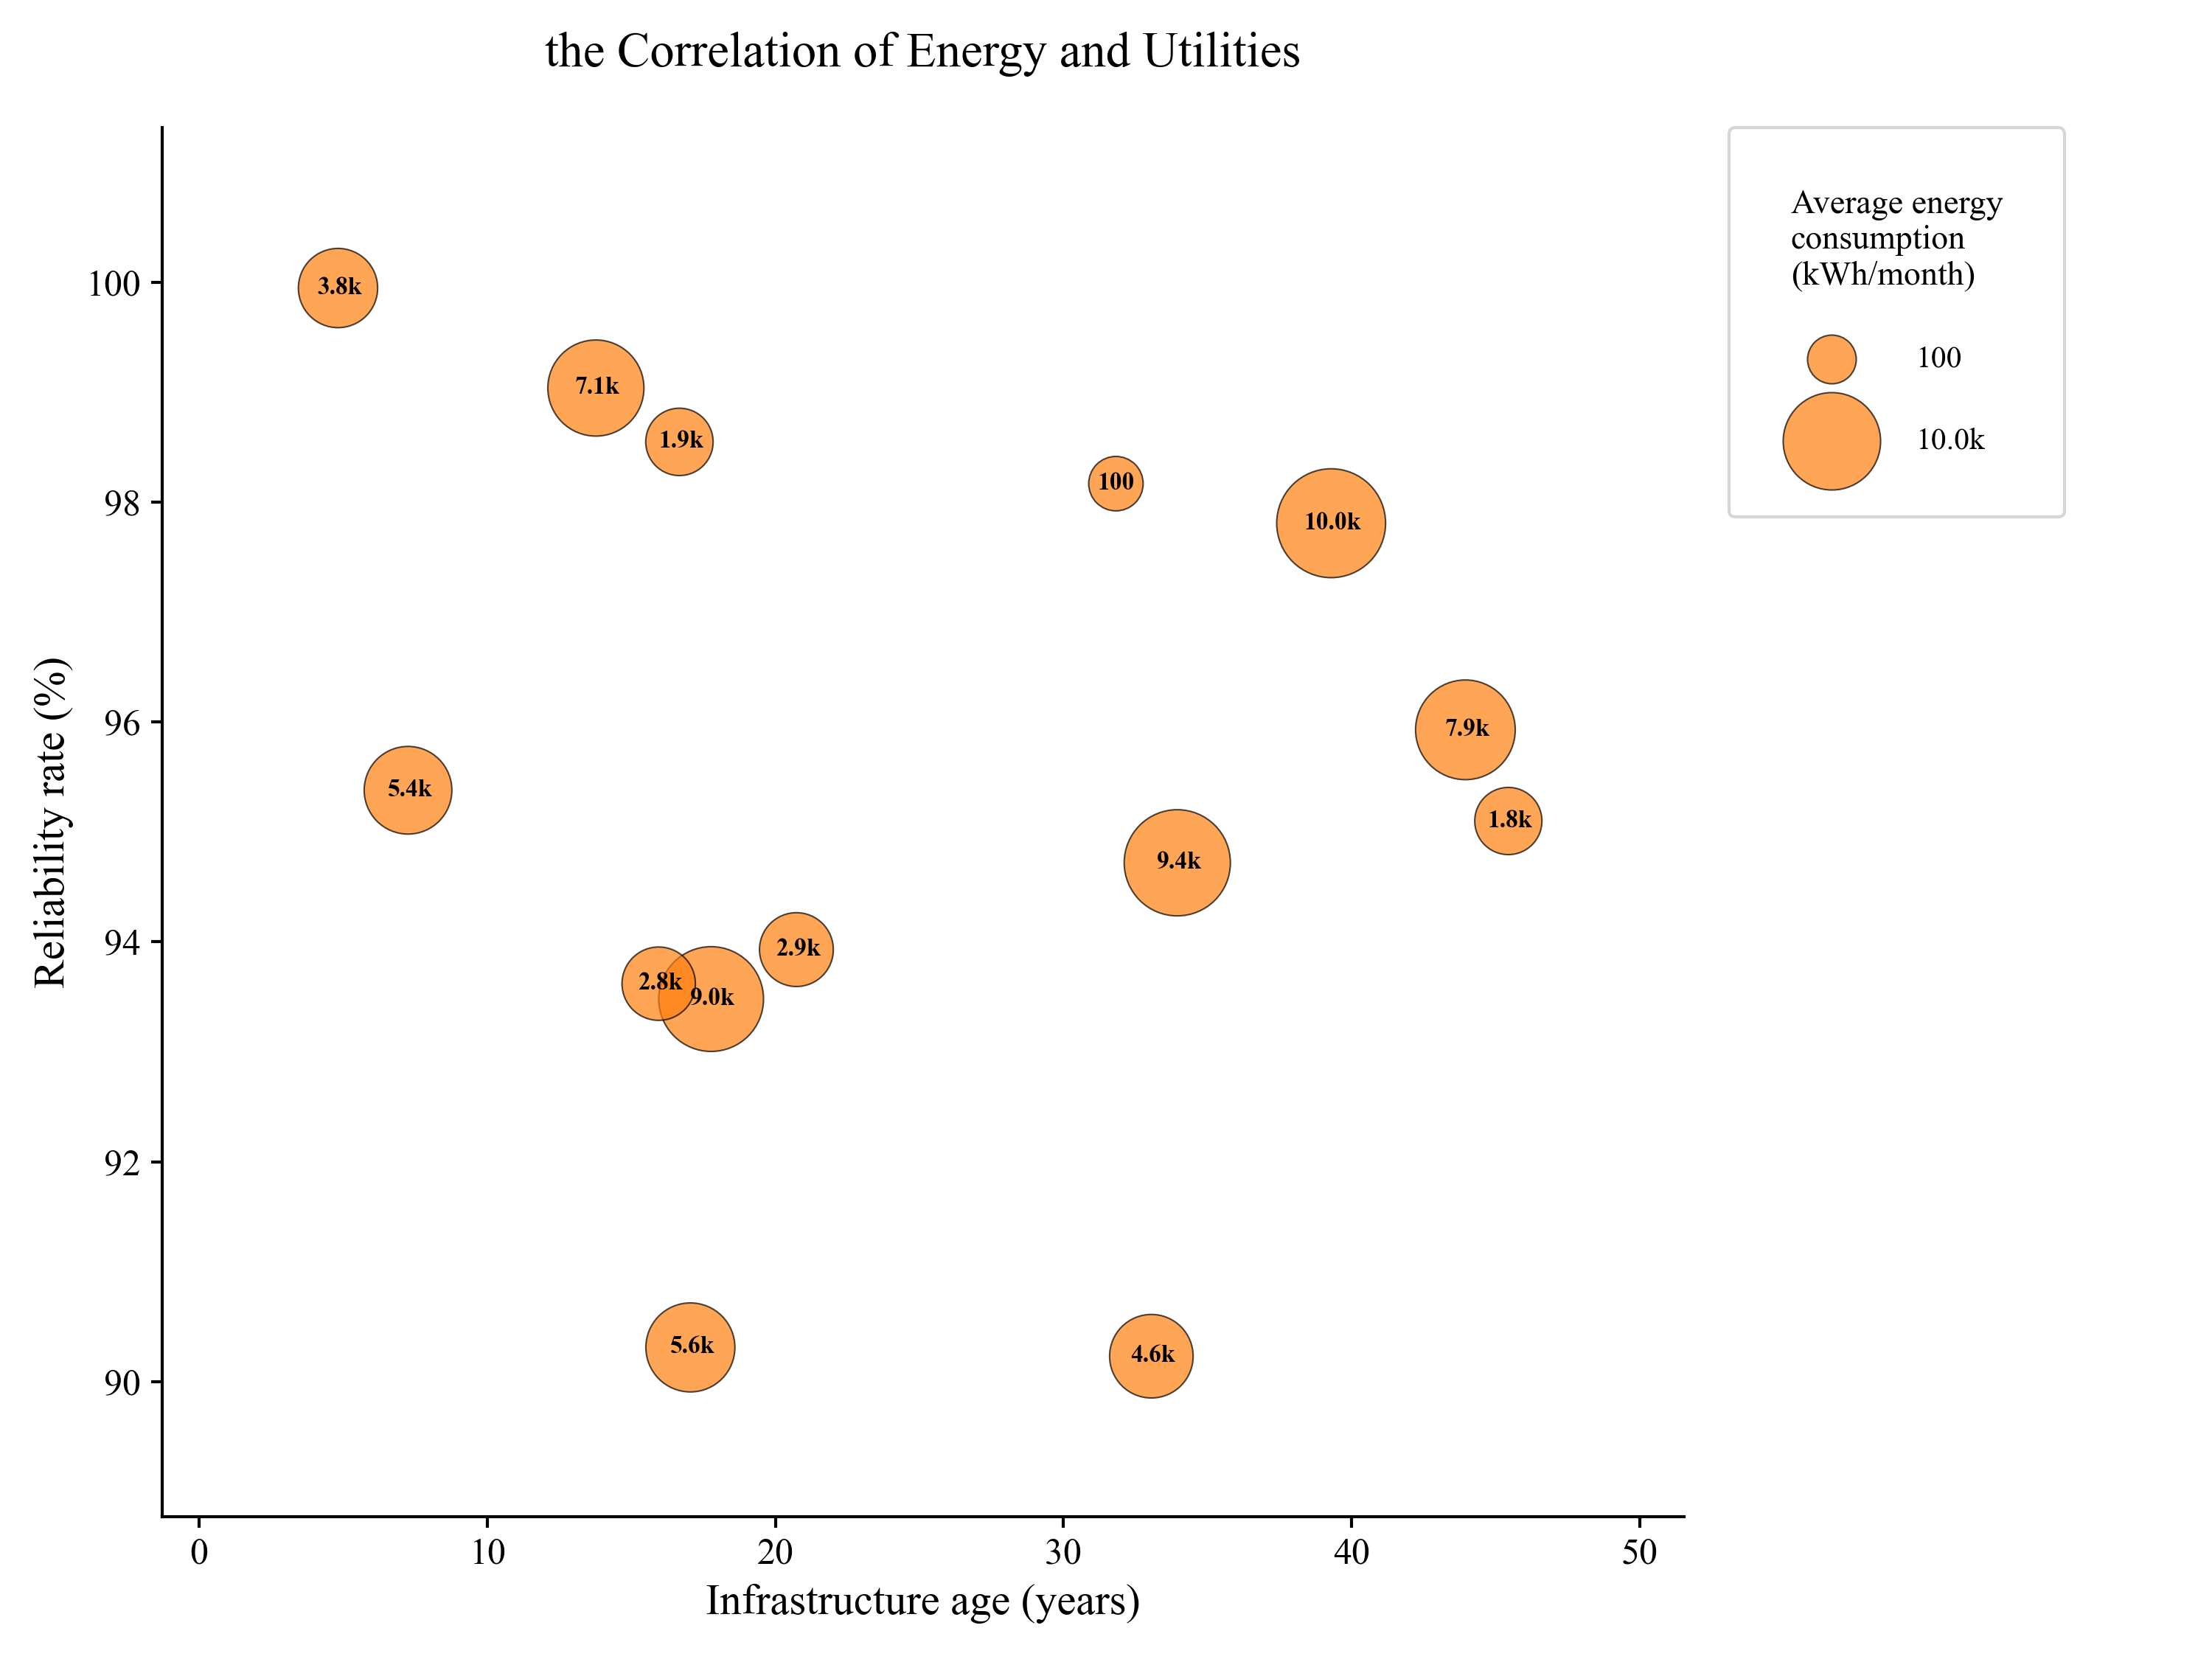 the Correlation of Energy and Utilities
Average energy
consumption
(kWh/month)
100
10.0k
Reliability rate (%)
100
98
96
94
92
90
3.8k
7.1k
1.9k
100
10.0k
7.9k
5.4k
1.8k
9.4k
2.9k
2.8k
9.0k
5.6k
4.6k
0
10
20
30
40
50
Infrastructure age (years)